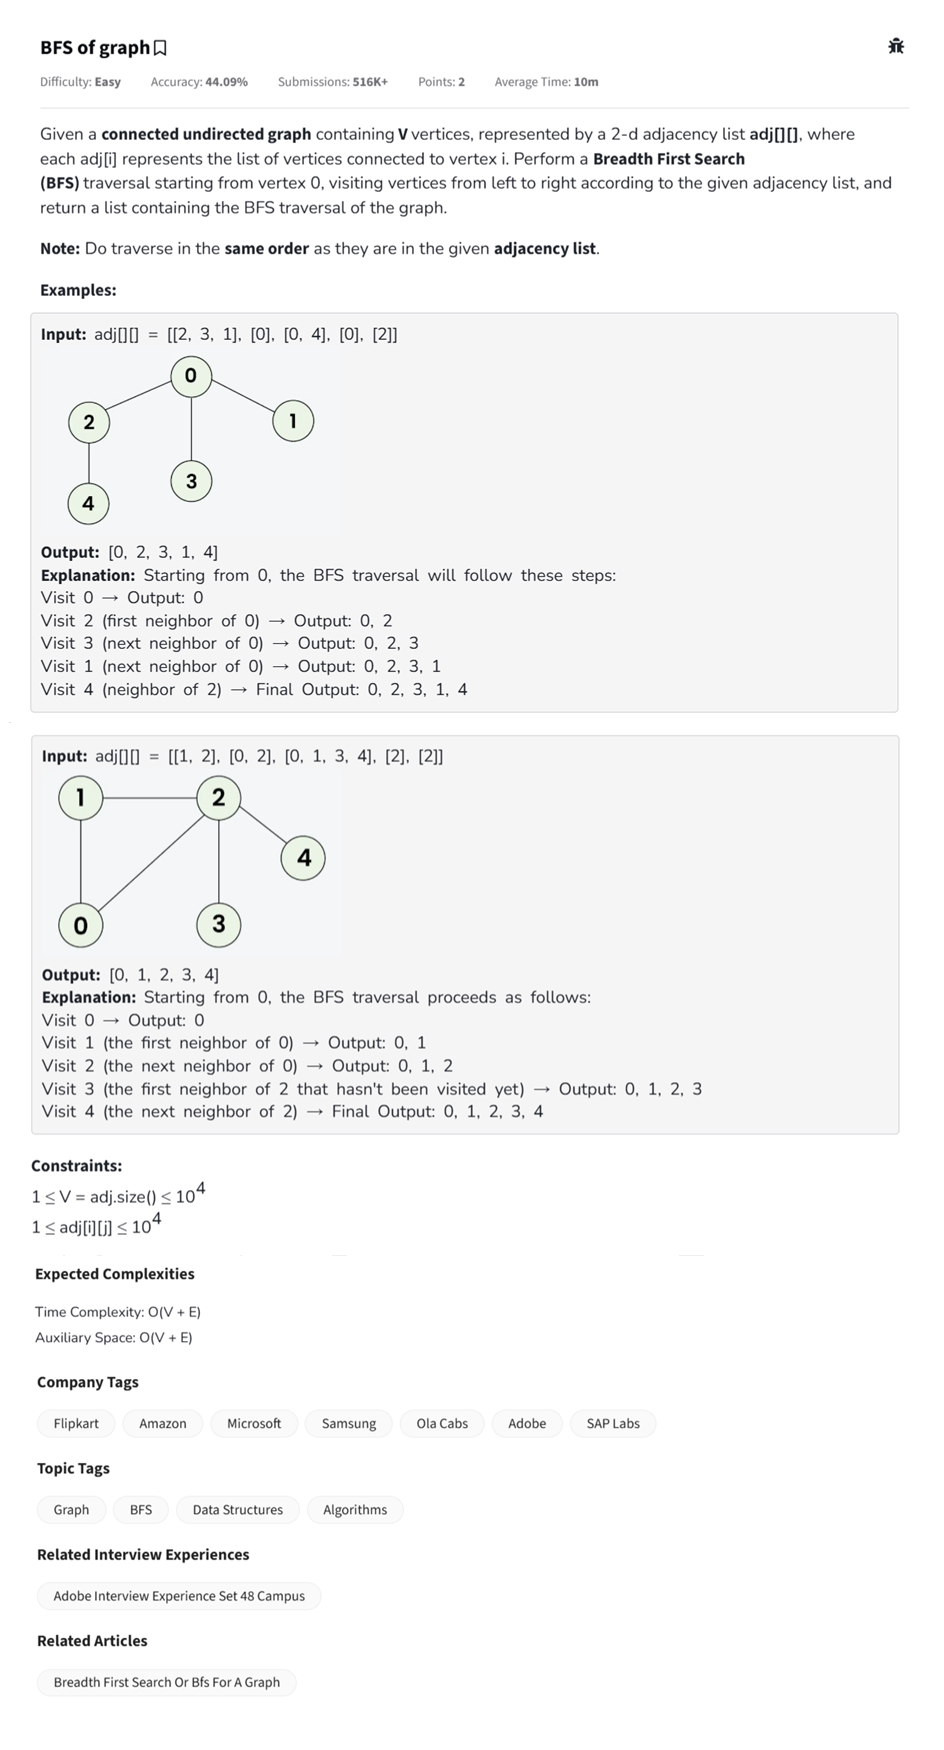 BFS of graph
Difficulty: Easy Accuracy: 44.09% Submissions: 516K+ Points: 2 Average Time: 10m
Given a connected undirected graph containing V vertices, represented by a 2-d adjacency list adj[][], where
each adj[i] represents the list of vertices connected to vertex i. Perform a Breadth First Search
(BFS) traversal starting from vertex 0, visiting vertices from left to right according to the given adjacency list, and
return a list containing the BFS traversal of the graph.
Note: Do traverse in the same order as they are in the given adjacency list.
Examples:
Input: adj[][] = [[2, 3, 1], [0], [0, 4], [0], [2]]
0
2
1
3
4
Output: [0, 2, 3, 1, 4]
Explanation: Starting from 0, the BFS traversal will follow these steps:
Visit 0 → Output: 0
Visit 2 (first neighbor of 0) → Output: 0, 2
Visit 3 (next neighbor of 0) → Output: 0, 2, 3
Visit 1 (next neighbor of 0) → Output: 0, 2, 3, 1
Visit 4 (neighbor of 2) → Final Output: 0, 2, 3, 1, 4
Input: adj[][] = [[1, 2], [0, 2], [0, 1, 3, 4], [2], [2]]
1
2
4
0
3
Output: [0, 1, 2, 3, 4]
Explanation: Starting from 0, the BFS traversal proceeds as follows:
Visit 0 → Output: 0
Visit 1 (the first neighbor of 0) → Output: 0, 1
Visit 2 (the next neighbor of 0) → Output: 0, 1, 2
Visit 3 (the first neighbor of 2 that hasn't been visited yet) → Output: 0, 1, 2, 3
Visit 4 (the next neighbor of 2) → Final Output: 0, 1, 2, 3, 4
Constraints:
1 ≤ V = adj.size() ≤ 10⁴
1 ≤ adj[i][j] ≤ 10⁴
Expected Complexities
Time Complexity: O(V + E)
Auxiliary Space: O(V + E)
Company Tags
Flipkart Amazon Microsoft Samsung Ola Cabs Adobe SAP Labs
Topic Tags
Graph BFS Data Structures Algorithms
Related Interview Experiences
Adobe Interview Experience Set 48 Campus
Related Articles
Breadth First Search Or Bfs For A Graph